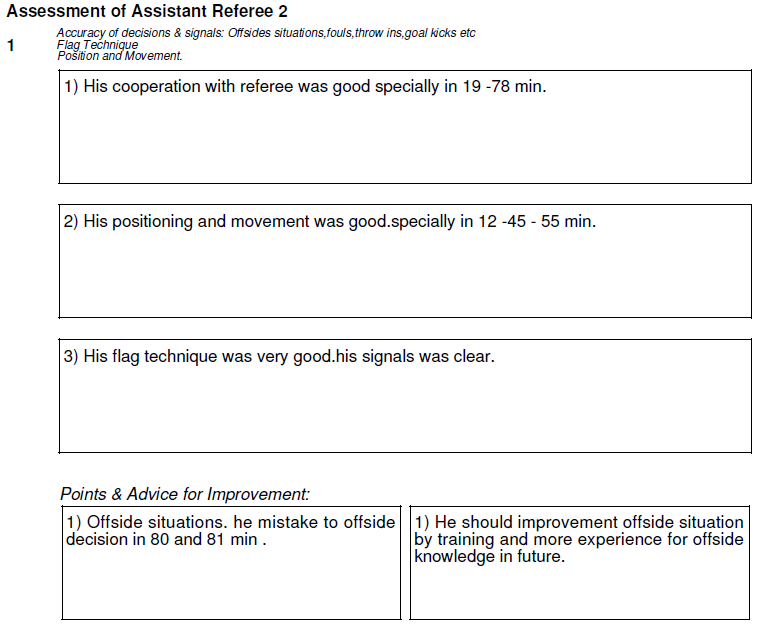 Assessment of Assistant Referee 2
1
Accuracy of decisions & signals: Offsides situations,fouls,throw ins,goal kicks etc
Flag Technique
Position and Movement.
1) His cooperation with referee was good specially in 19 -78 min.
2) His positioning and movement was good.specially in 12 -45 - 55 min.
3) His flag technique was very good.his signals was clear.
Points & Advice for Improvement:
1) Offside situations. he mistake to offside
decision in 80 and 81 min .
1) He should improvement offside situation
by training and more experience for offside
knowledge in future.